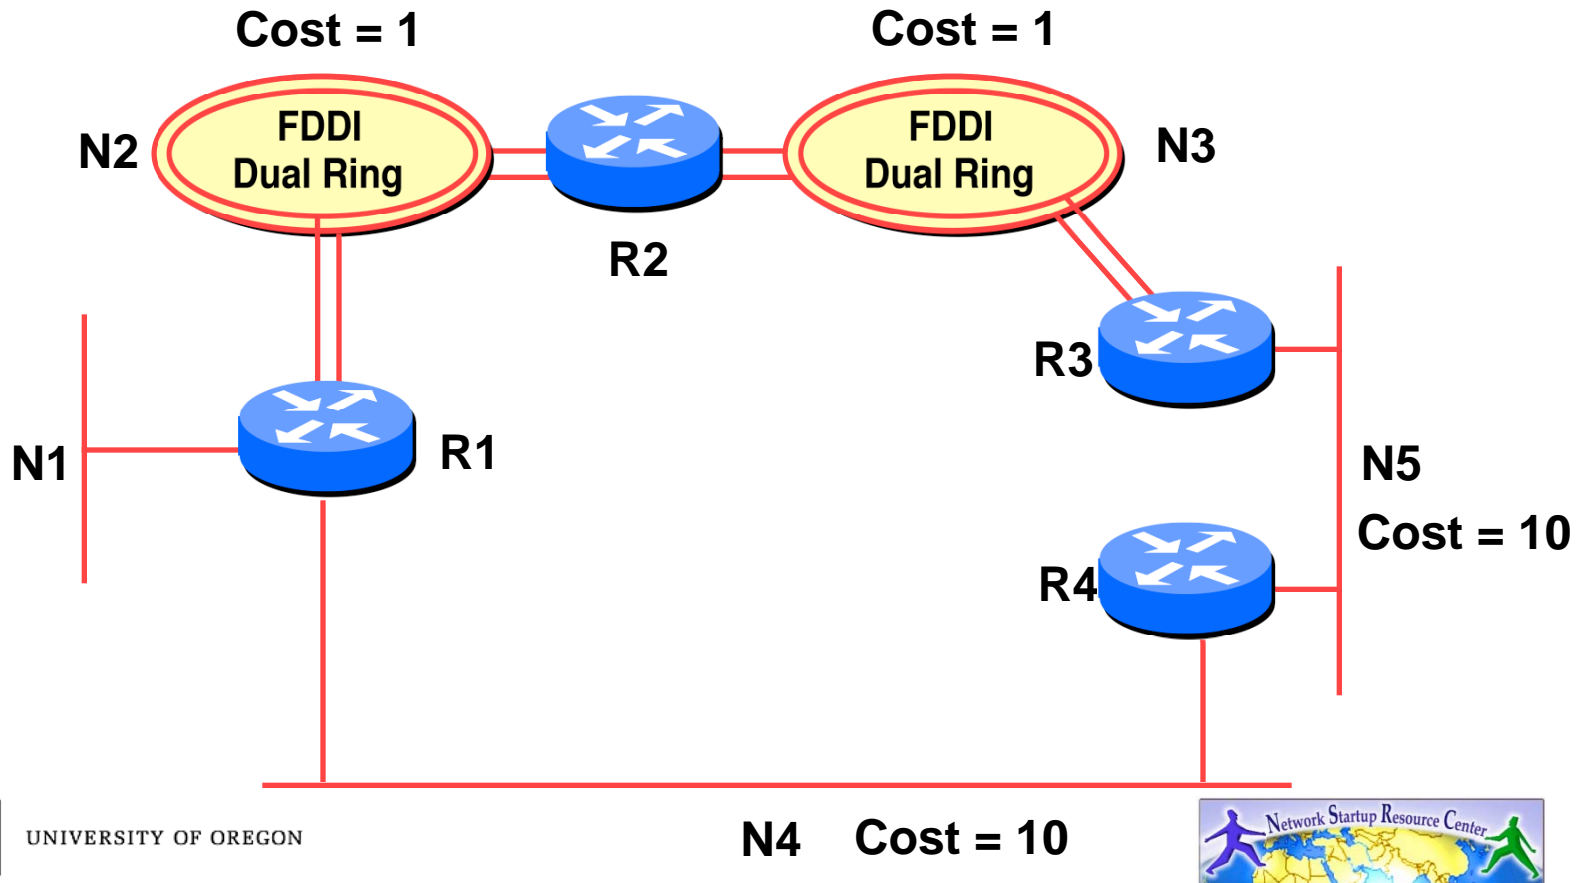 Cost = 1
Cost = 1
FDDI
Dual Ring
FDDI
Dual Ring
N2
N3
R2
R3
R1
N1
N5
Cost = 10
R4
N4 Cost = 10
UNIVERSITY OF OREGON
Network Startup Resource Center